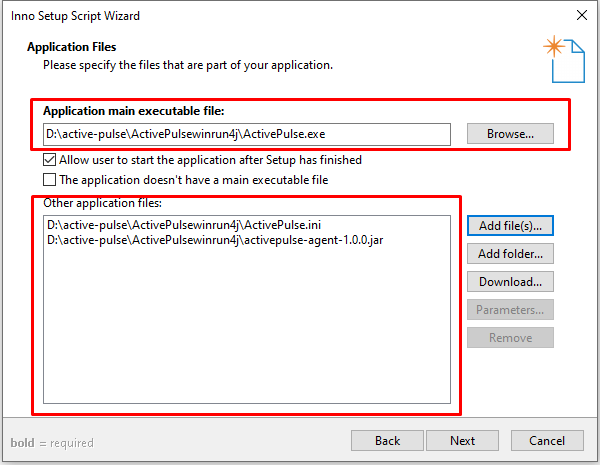 Inno Setup Script Wizard
Application Files
Please specify the files that are part of your application.
Application main executable file:
D:\active-pulse\ActivePulsewinrun4j\ActivePulse.exe
Browse...
Allow user to start the application after Setup has finished
The application doesn't have a main executable file
Other application files:
D:\active-pulse\ActivePulsewinrun4j\ActivePulse.ini
D:\active-pulse\ActivePulsewinrun4j\activepulse-agent-1.0.0.jar
Add file(s)...
Add folder...
Download...
Parameters...
Remove
bold = required
Back
Next
Cancel